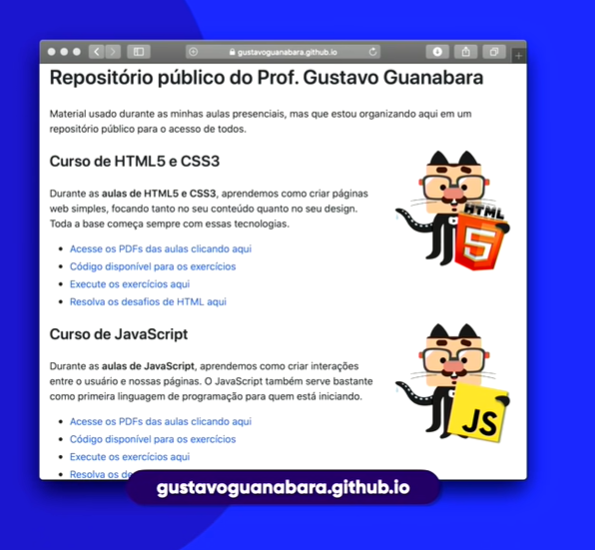 gustavoguanabara.github.io
Repositório público do Prof. Gustavo Guanabara
Material usado durante as minhas aulas presenciais, mas que estou organizando aqui em um
repositório público para o acesso de todos.
Curso de HTML5 e CSS3
Durante as aulas de HTML5 e CSS3, aprendemos como criar páginas
web simples, focando tanto no seu conteúdo quanto no seu design.
Toda a base começa sempre com essas tecnologias.
Acesse os PDFs das aulas clicando aqui
Código disponível para os exercícios
Execute os exercícios aqui
Resolva os desafios de HTML aqui
HTML
5
Curso de JavaScript
Durante as aulas de JavaScript, aprendemos como criar interações
entre o usuário e nossas páginas. O JavaScript também serve bastante
como primeira linguagem de programação para quem está iniciando.
Acesse os PDFs das aulas clicando aqui
Código disponível para os exercícios
Execute os exercícios aqui
Resolva os
JS
gustavoguanabara.github.io